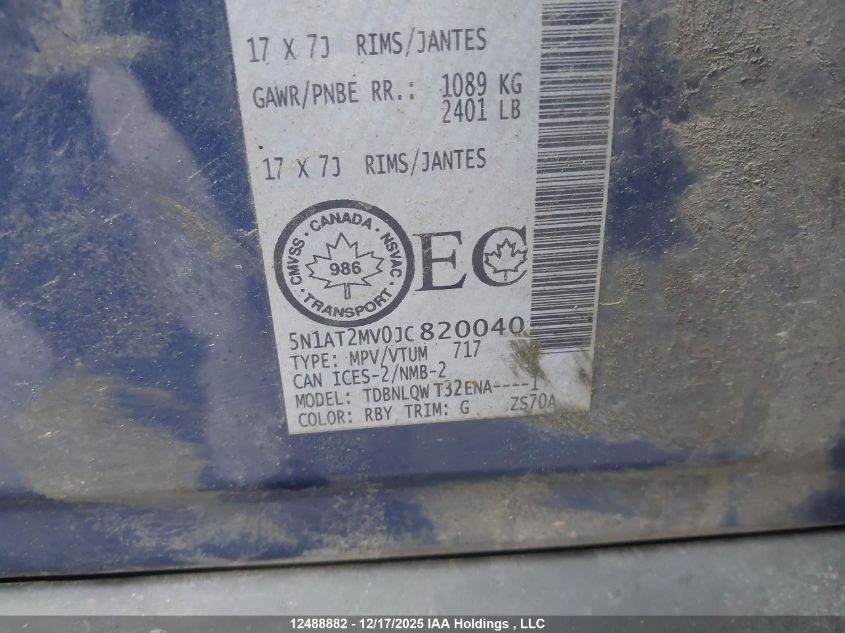 17 X 7J RIMS/JANTES
GAWR/PNBE RR.: 1089 KG
2401 LB
17 X 7J RIMS/JANTES
CMVSS · CANADA · NSVAC
986
· TRANSPORT ·
EC
5N1AT2MV0JC820040
TYPE: MPV/VTUM 717
CAN ICES-2/NMB-2
MODEL: TDBNLQW T32ENA----1
COLOR: RBY TRIM: G ZS70A
12488882 - 12/17/2025 IAA Holdings , LLC